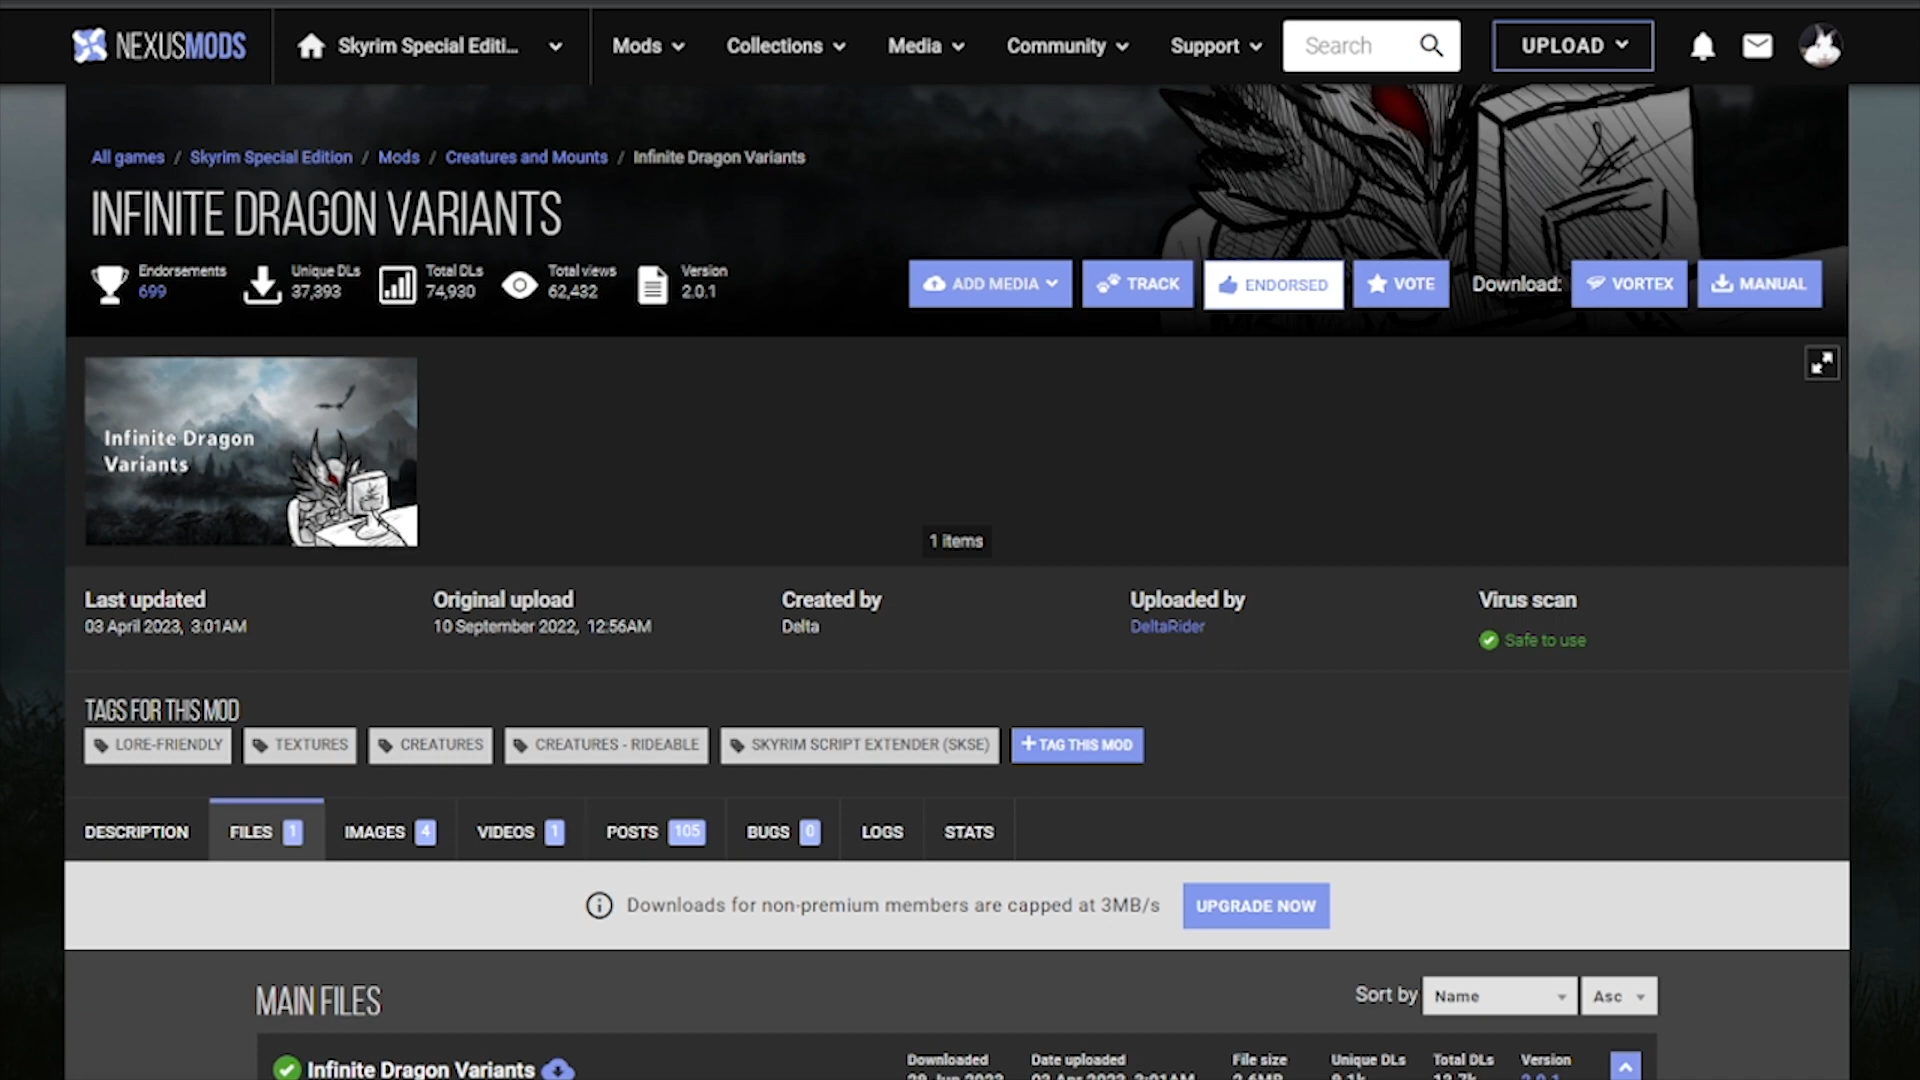 NEXUSMODS
Skyrim Special Editi...
Mods
Collections
Media
Community
Support
Search
UPLOAD
All games / Skyrim Special Edition / Mods / Creatures and Mounts / Infinite Dragon Variants
INFINITE DRAGON VARIANTS
Endorsements
699
Unique DLs
37,393
Total DLs
74,930
Total views
62,432
Version
2.0.1
ADD MEDIA
TRACK
ENDORSED
VOTE
Download:
VORTEX
MANUAL
Infinite Dragon
Variants
1 items
Last updated
03 April 2023, 3:01AM
Original upload
10 September 2022, 12:56AM
Created by
Delta
Uploaded by
DeltaRider
Virus scan
Safe to use
TAGS FOR THIS MOD
LORE-FRIENDLY
TEXTURES
CREATURES
CREATURES - RIDEABLE
SKYRIM SCRIPT EXTENDER (SKSE)
+TAG THIS MOD
DESCRIPTION
FILES 1
IMAGES 4
VIDEOS 1
POSTS 105
BUGS 0
LOGS
STATS
Downloads for non-premium members are capped at 3MB/s
UPGRADE NOW
MAIN FILES
Sort by
Name
Asc
Infinite Dragon Variants
Downloaded
Date uploaded
File size
Unique DLs
Total DLs
Version